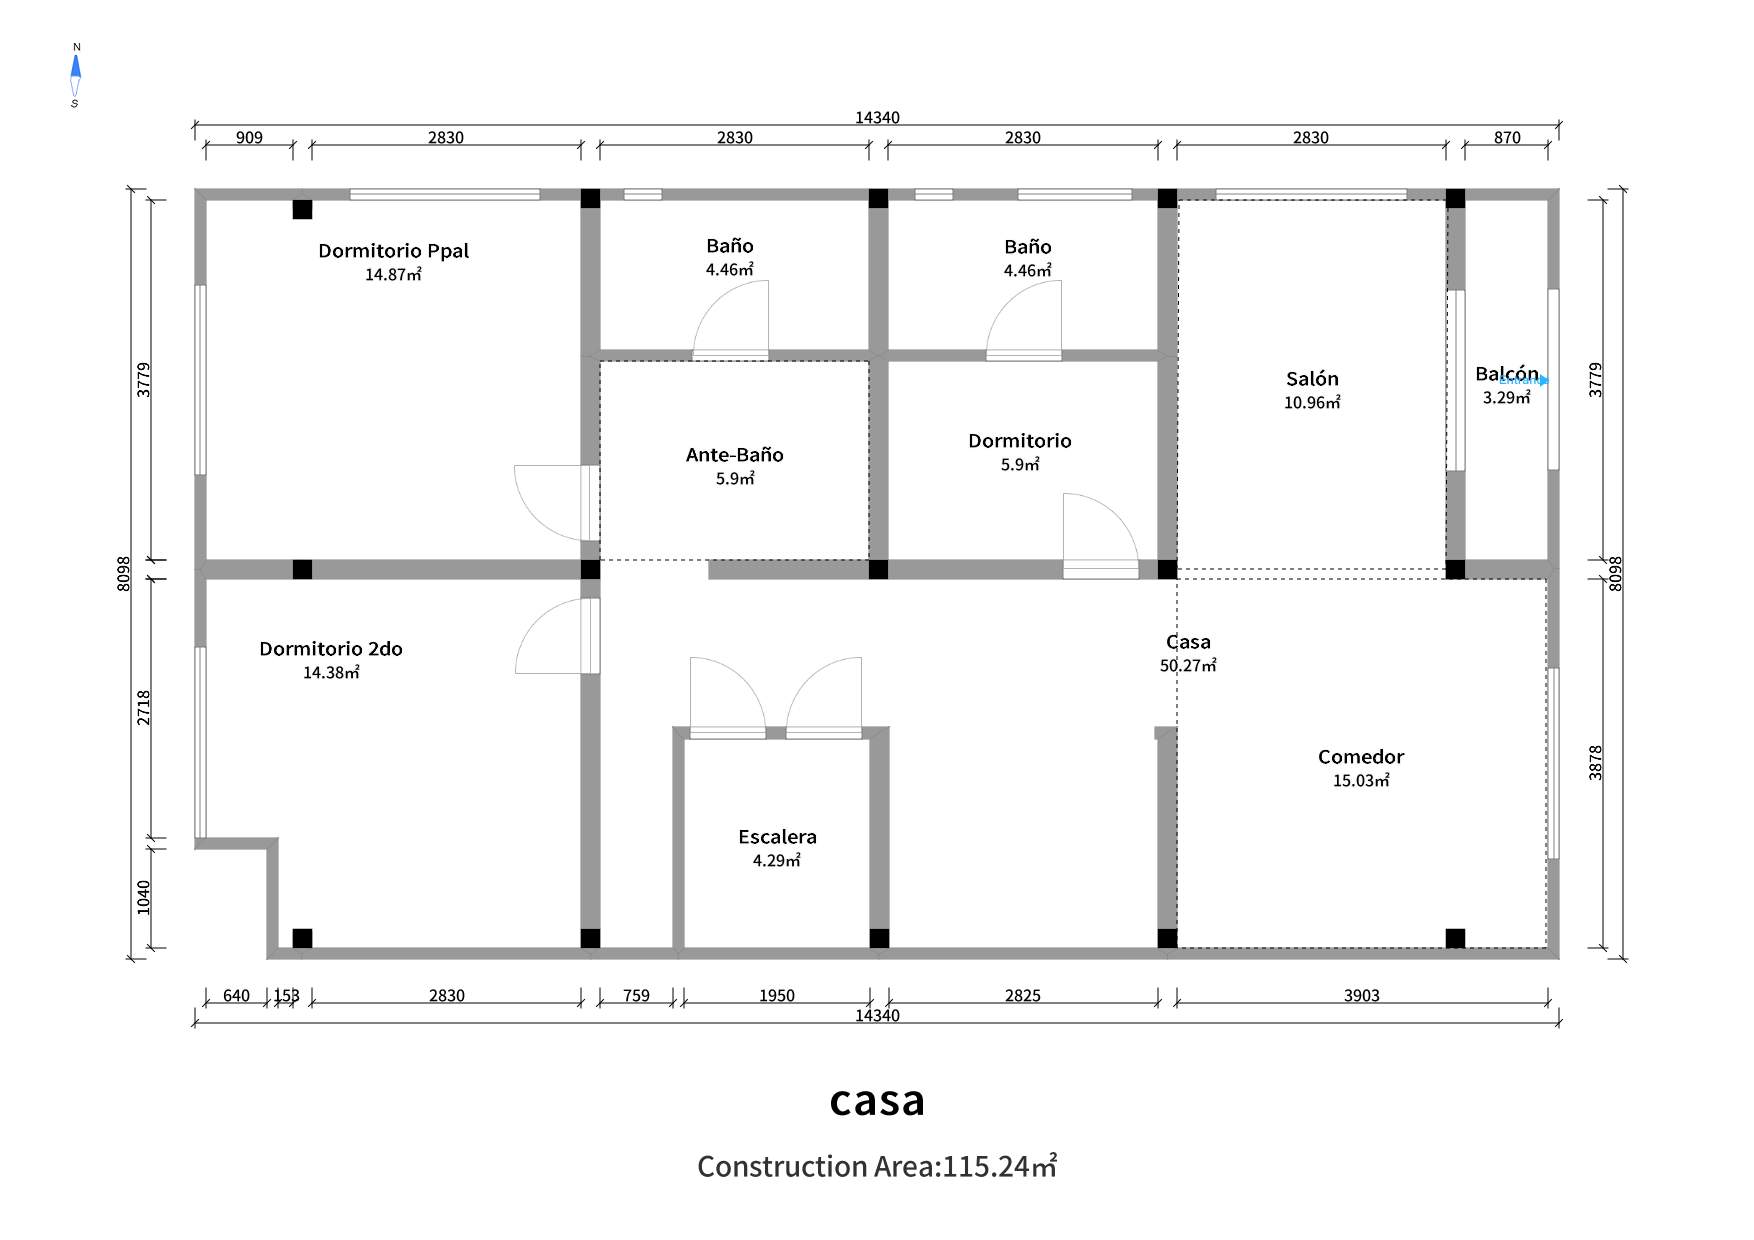 N
S
14340
909
2830
2830
2830
2830
870
Dormitorio Ppal
14.87㎡
Baño
4.46㎡
Baño
4.46㎡
3779
Salón
10.96㎡
Balcón
Entrance
3.29㎡
3779
Ante-Baño
5.9㎡
Dormitorio
5.9㎡
8098
8098
Dormitorio 2do
14.38㎡
Casa
50.27㎡
2718
Comedor
15.03㎡
3878
Escalera
4.29㎡
1040
640
153
2830
759
1950
2825
3903
14340
casa
Construction Area:115.24㎡